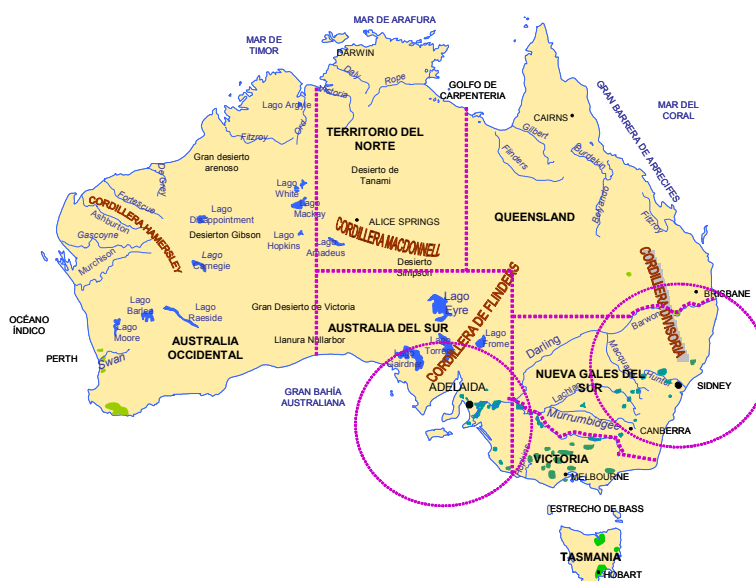 MAR DE ARAFURA
MAR DE
TIMOR
DARWIN
Daly
Rope
Victoria
GOLFO DE
CARPENTERIA
GRAN BARRERA DE ARRECIFES
MAR DEL
CORAL
Lago Argyle
Ord
Fitzroy
CAIRNS
Gilbert
Flinders
Burdekin
Belyando
Fitzroy
TERRITORIO DEL
NORTE
Gran desierto
arenoso
Desierto de
Tanami
De Grey
Fortescue
Ashburton
Gascoyne
Murchison
CORDILLERA HAMERSLEY
Lago
White
Lago
Mackay
Lago
Disappointment
Desierton Gibson
Lago
Hopkins
Lago
Amadeus
Lago
Carnegie
ALICE SPRINGS
CORDILLERA MACDONNELL
Desierto
Simpson
QUEENSLAND
CORDILLERA DIVISORIA
BRISBANE
OCÉANO
ÍNDICO
PERTH
Swan
Lago
Barlee
Lago
Moore
Lago
Raeside
AUSTRALIA
OCCIDENTAL
Gran Desierto de Victoria
Llanura Nullarbor
AUSTRALIA DEL SUR
Lago
Eyre
Lago
Torrens
Lago
Frome
Lago
Gairdner
CORDILLERA DE FLINDERS
GRAN BAHÍA
AUSTRALIANA
ADELAIDA
Darling
Barwon
Macquarie
Hunter
Lachlan
NUEVA GALES DEL
SUR
SIDNEY
Murrumbidgee
CANBERRA
VICTORIA
MELBOURNE
ESTRECHO DE BASS
TASMANIA
HOBART